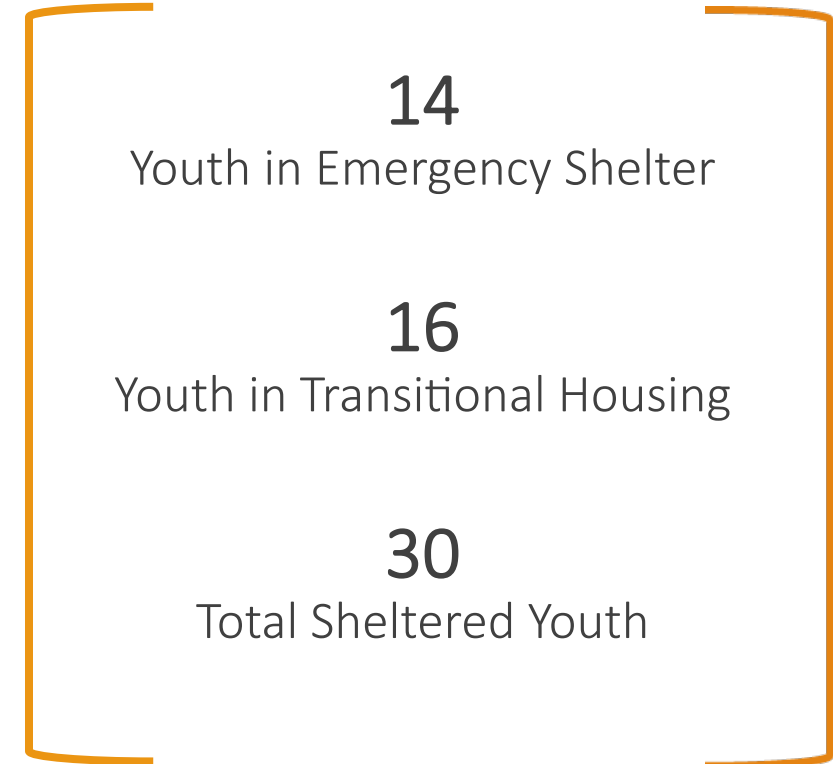 14
Youth in Emergency Shelter
16
Youth in Transitional Housing
30
Total Sheltered Youth